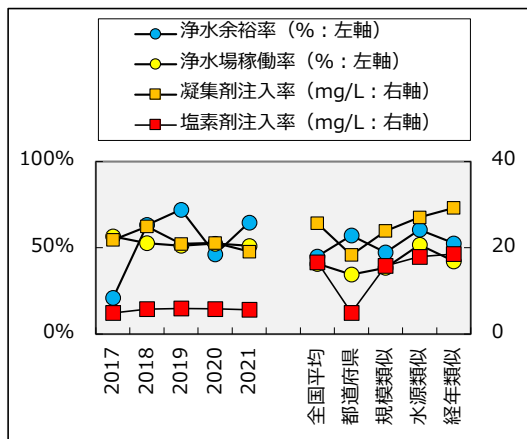 浄水余裕率（%：左軸）
浄水場稼働率（%：左軸）
凝集剤注入率（mg/L：右軸）
塩素剤注入率（mg/L：右軸）
100%
40
50%
20
0%
0
2017
2018
2019
2020
2021
全国平均
都道府県
規模類似
水源類似
経年類似